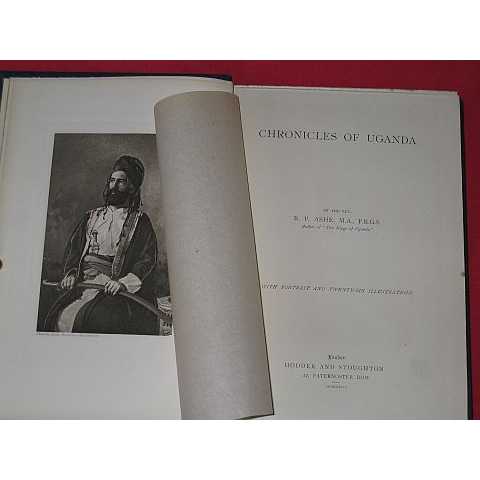 CHRONICLES OF UGANDA
BY THE REV.
R. P. ASHE, M.A., F.R.G.S.
Author of "Two Kings of Uganda"
WITH PORTRAIT AND TWENTY-SIX ILLUSTRATIONS
London
HODDER AND STOUGHTON
27, PATERNOSTER ROW